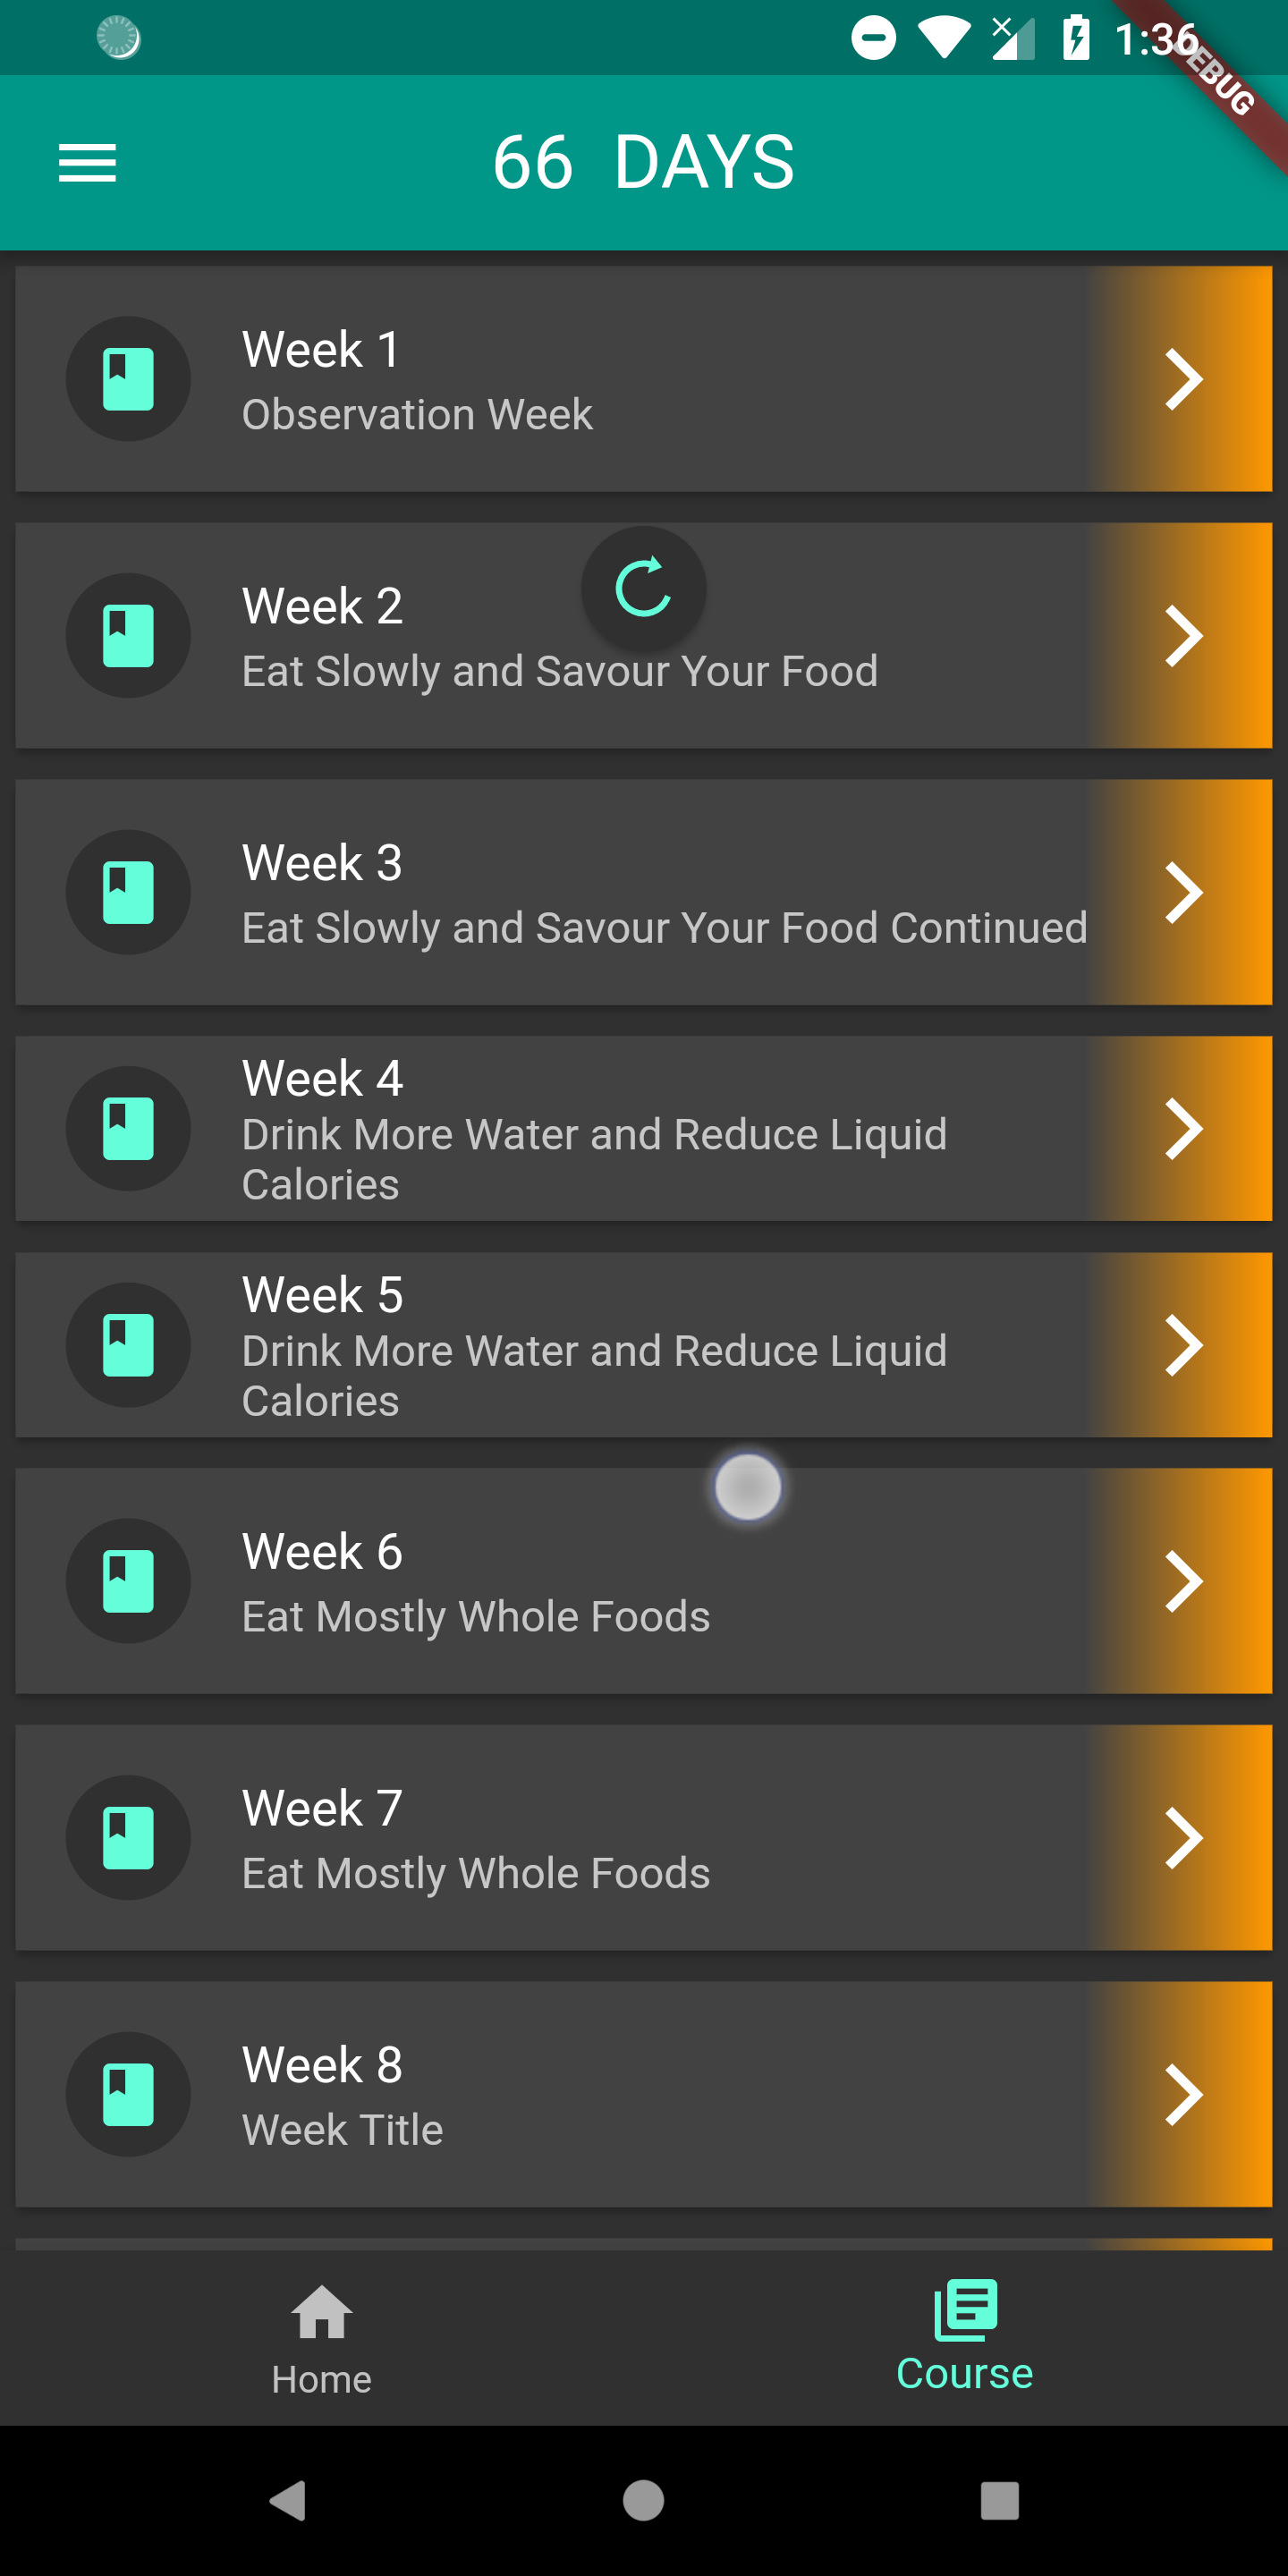 1:36
DEBUG
66 DAYS
Week 1
Observation Week
Week 2
Eat Slowly and Savour Your Food
Week 3
Eat Slowly and Savour Your Food Continued
Week 4
Drink More Water and Reduce Liquid
Calories
Week 5
Drink More Water and Reduce Liquid
Calories
Week 6
Eat Mostly Whole Foods
Week 7
Eat Mostly Whole Foods
Week 8
Week Title
Home
Course